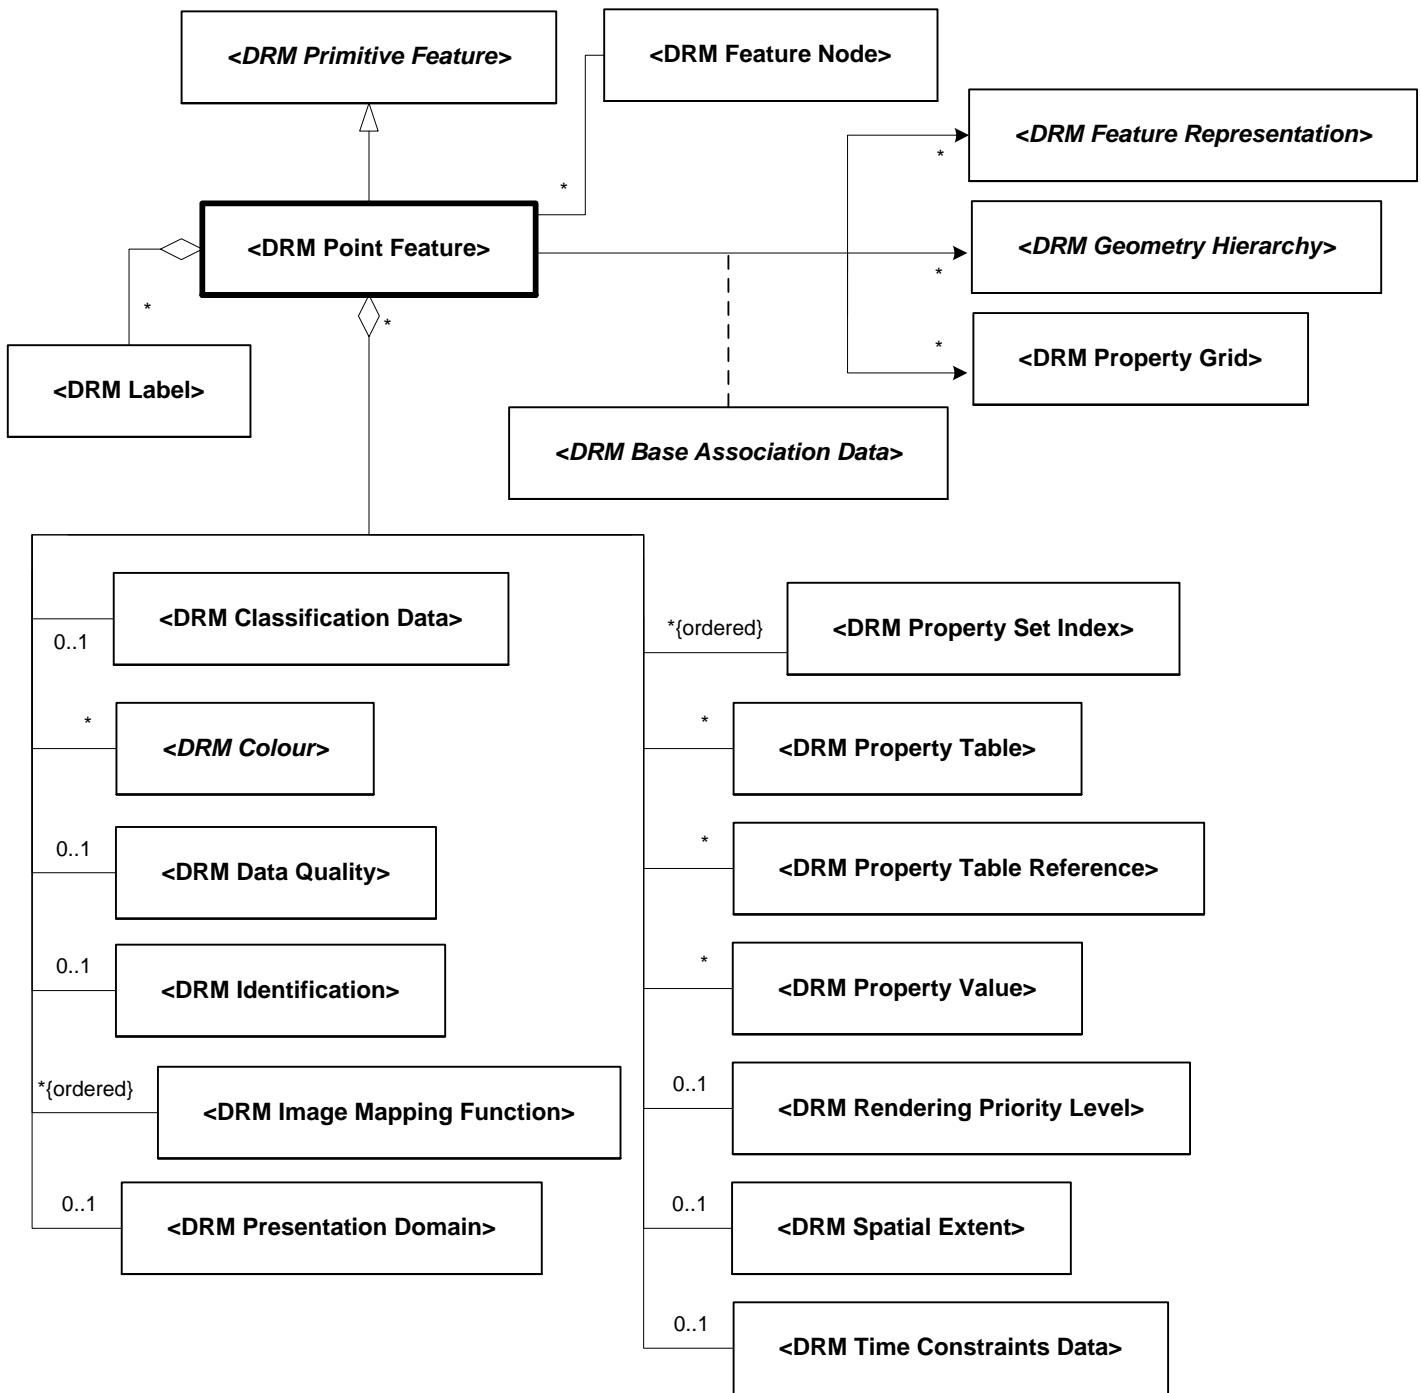 <DRM Primitive Feature>
<DRM Feature Node>
*
<DRM Feature Representation>
*
*
<DRM Point Feature>
<DRM Geometry Hierarchy>
*
*
*
<DRM Label>
*
<DRM Property Grid>
<DRM Base Association Data>
<DRM Classification Data>
0..1
*
<DRM Colour>
0..1
<DRM Data Quality>
0..1
<DRM Identification>
*{ordered}
<DRM Image Mapping Function>
0..1
<DRM Presentation Domain>
*{ordered}
<DRM Property Set Index>
*
<DRM Property Table>
*
<DRM Property Table Reference>
*
<DRM Property Value>
0..1
<DRM Rendering Priority Level>
0..1
<DRM Spatial Extent>
0..1
<DRM Time Constraints Data>